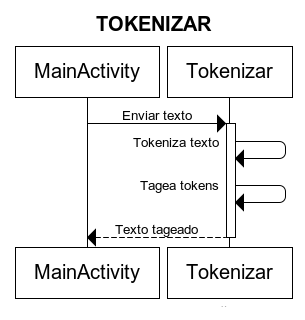 TOKENIZAR
MainActivity
Tokenizar
Enviar texto
Tokeniza texto
Tagea tokens
Texto tageado
MainActivity
Tokenizar